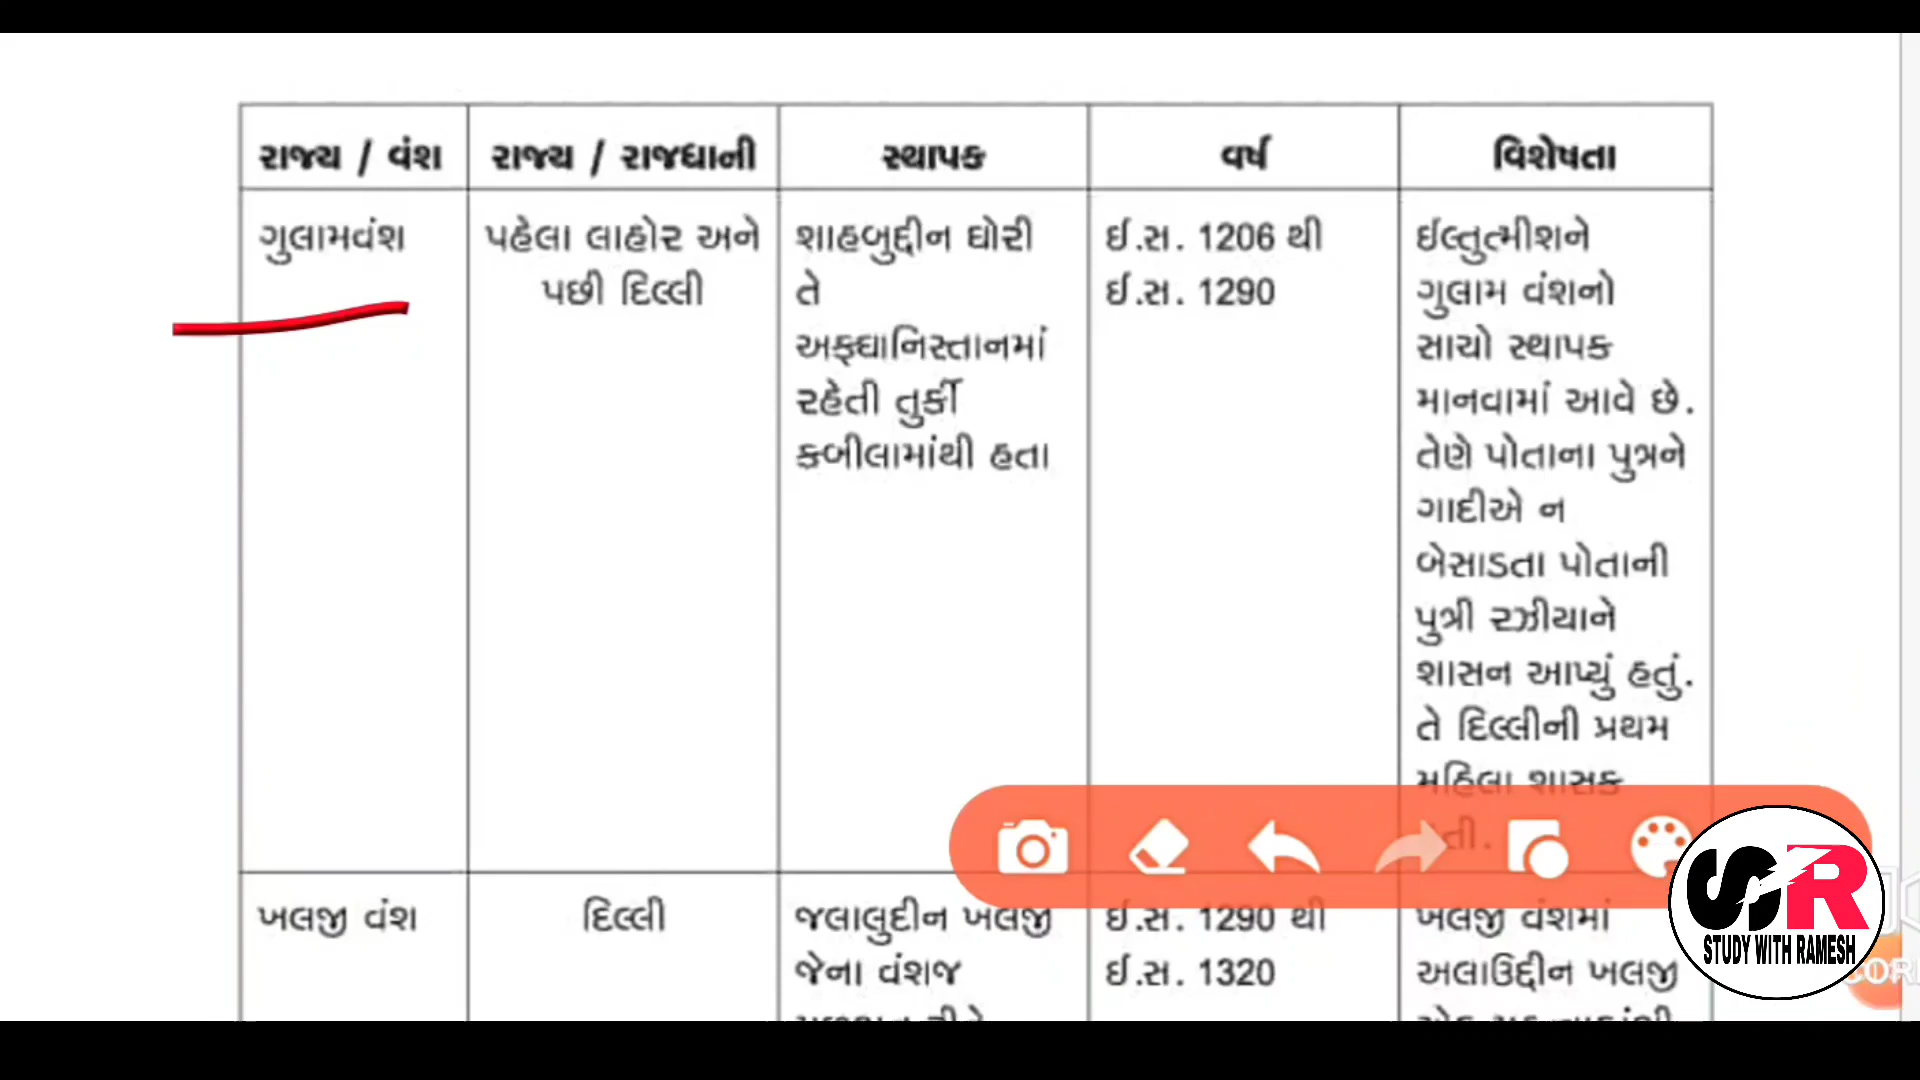 રાજ્ય / વંશ
રાજ્ય / રાજધાની
સ્થાપક
વર્ષ
વિશેષતા
ગુલામવંશ
પહેલા લાહોર અને
પછી દિલ્લી
શાહબુદ્દીન ઘોરી
તે
અફઘાનિસ્તાનમાં
રહેતી તુર્કી
કબીલામાંથી હતા
ઈ.સ. 1206 થી
ઈ.સ. 1290
ઈલ્તુત્મીશને
ગુલામ વંશનો
સાચો સ્થાપક
માનવામાં આવે છે.
તેણે પોતાના પુત્રને
ગાદીએ ન
બેસાડતા પોતાની
પુત્રી રઝીયાને
શાસન આપ્યું હતું.
તે દિલ્લીની પ્રથમ
મહિલા શાસક
ખલજી વંશ
દિલ્લી
જલાલુદીન ખલજી
જેના વંશજ
ઈ.સ. 1290 થી
ઈ.સ. 1320
ખલજી વંશમાં
અલાઉદ્દીન ખલજી
SR
STUDY WITH RAMESH